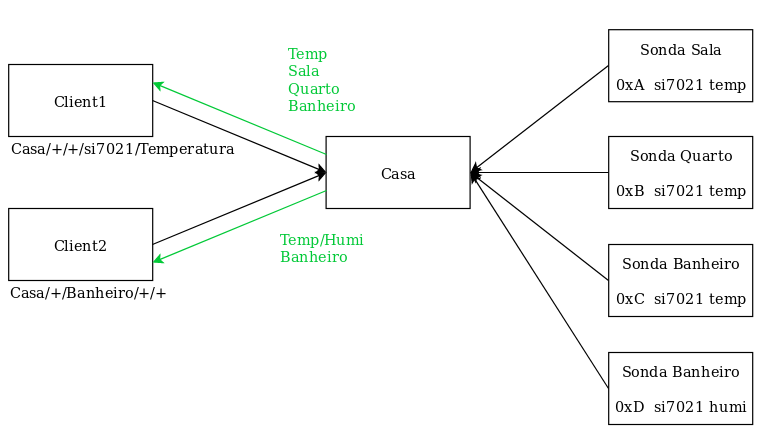 Client1
Casa/+/+/si7021/Temperatura
Client2
Casa/+/Banheiro/+/+
Temp
Sala
Quarto
Banheiro
Temp/Humi
Banheiro
Casa
Sonda Sala
0xA  si7021 temp
Sonda Quarto
0xB  si7021 temp
Sonda Banheiro
0xC  si7021 temp
Sonda Banheiro
0xD  si7021 humi